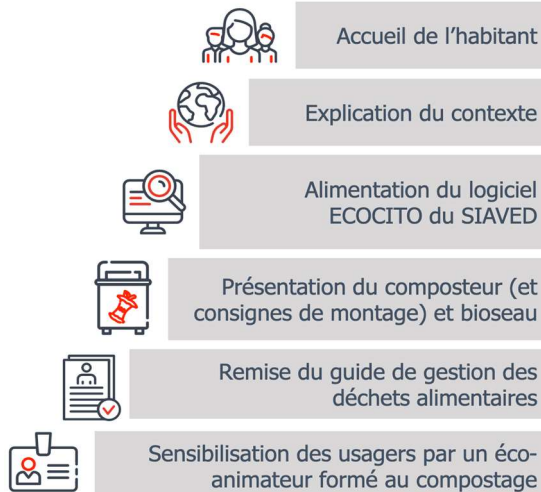 Accueil de l’habitant
Explication du contexte
Alimentation du logiciel
ECOCITO du SIAVED
Présentation du composteur (et
consignes de montage) et bioseau
Remise du guide de gestion des
déchets alimentaires
Sensibilisation des usagers par un éco-
animateur formé au compostage